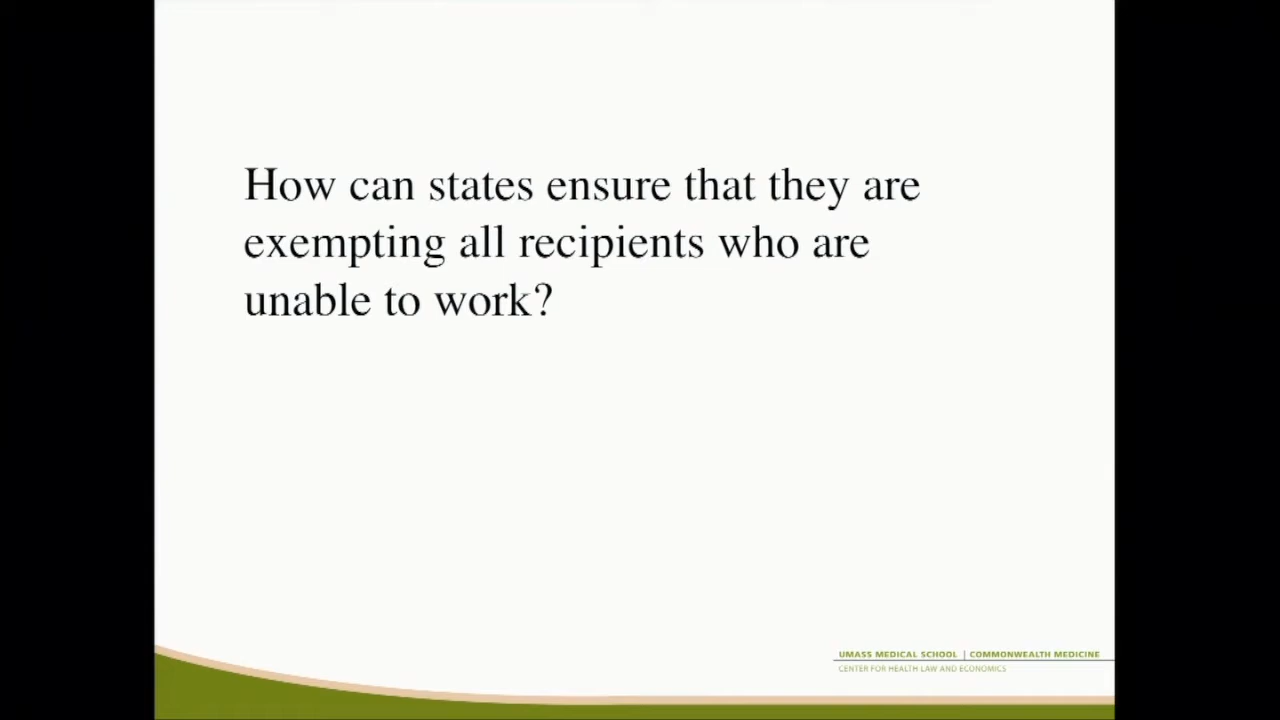 How can states ensure that they are
exempting all recipients who are
unable to work?
UMASS MEDICAL SCHOOL | COMMONWEALTH MEDICINE
CENTER FOR HEALTH LAW AND ECONOMICS